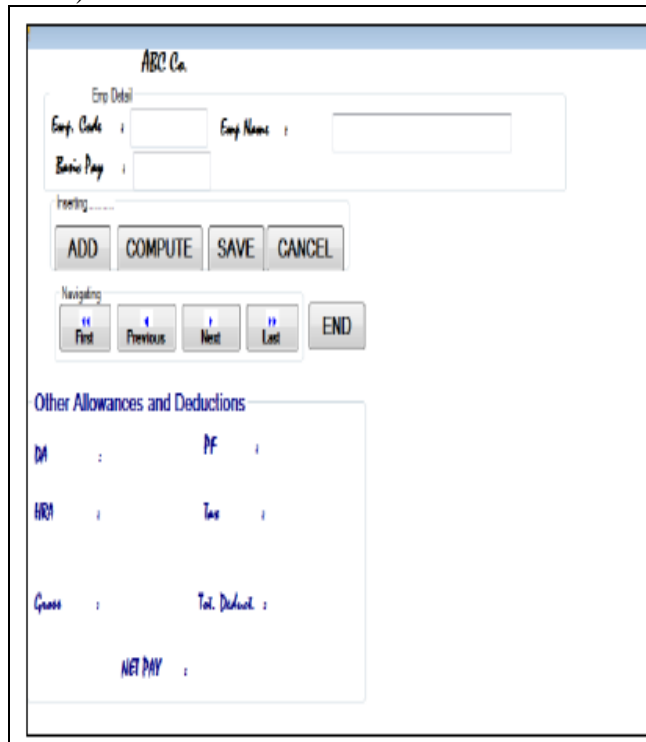 ABC Co.
Emp Detail
Emp. Code : Emp Name :
Basic Pay :
Inserting..........
ADD COMPUTE SAVE CANCEL
Navigating
First Previous Next Last END
Other Allowances and Deductions
DA : PF :
HRA : Tax :
Gross : Tot. Deduct. :
NET PAY :